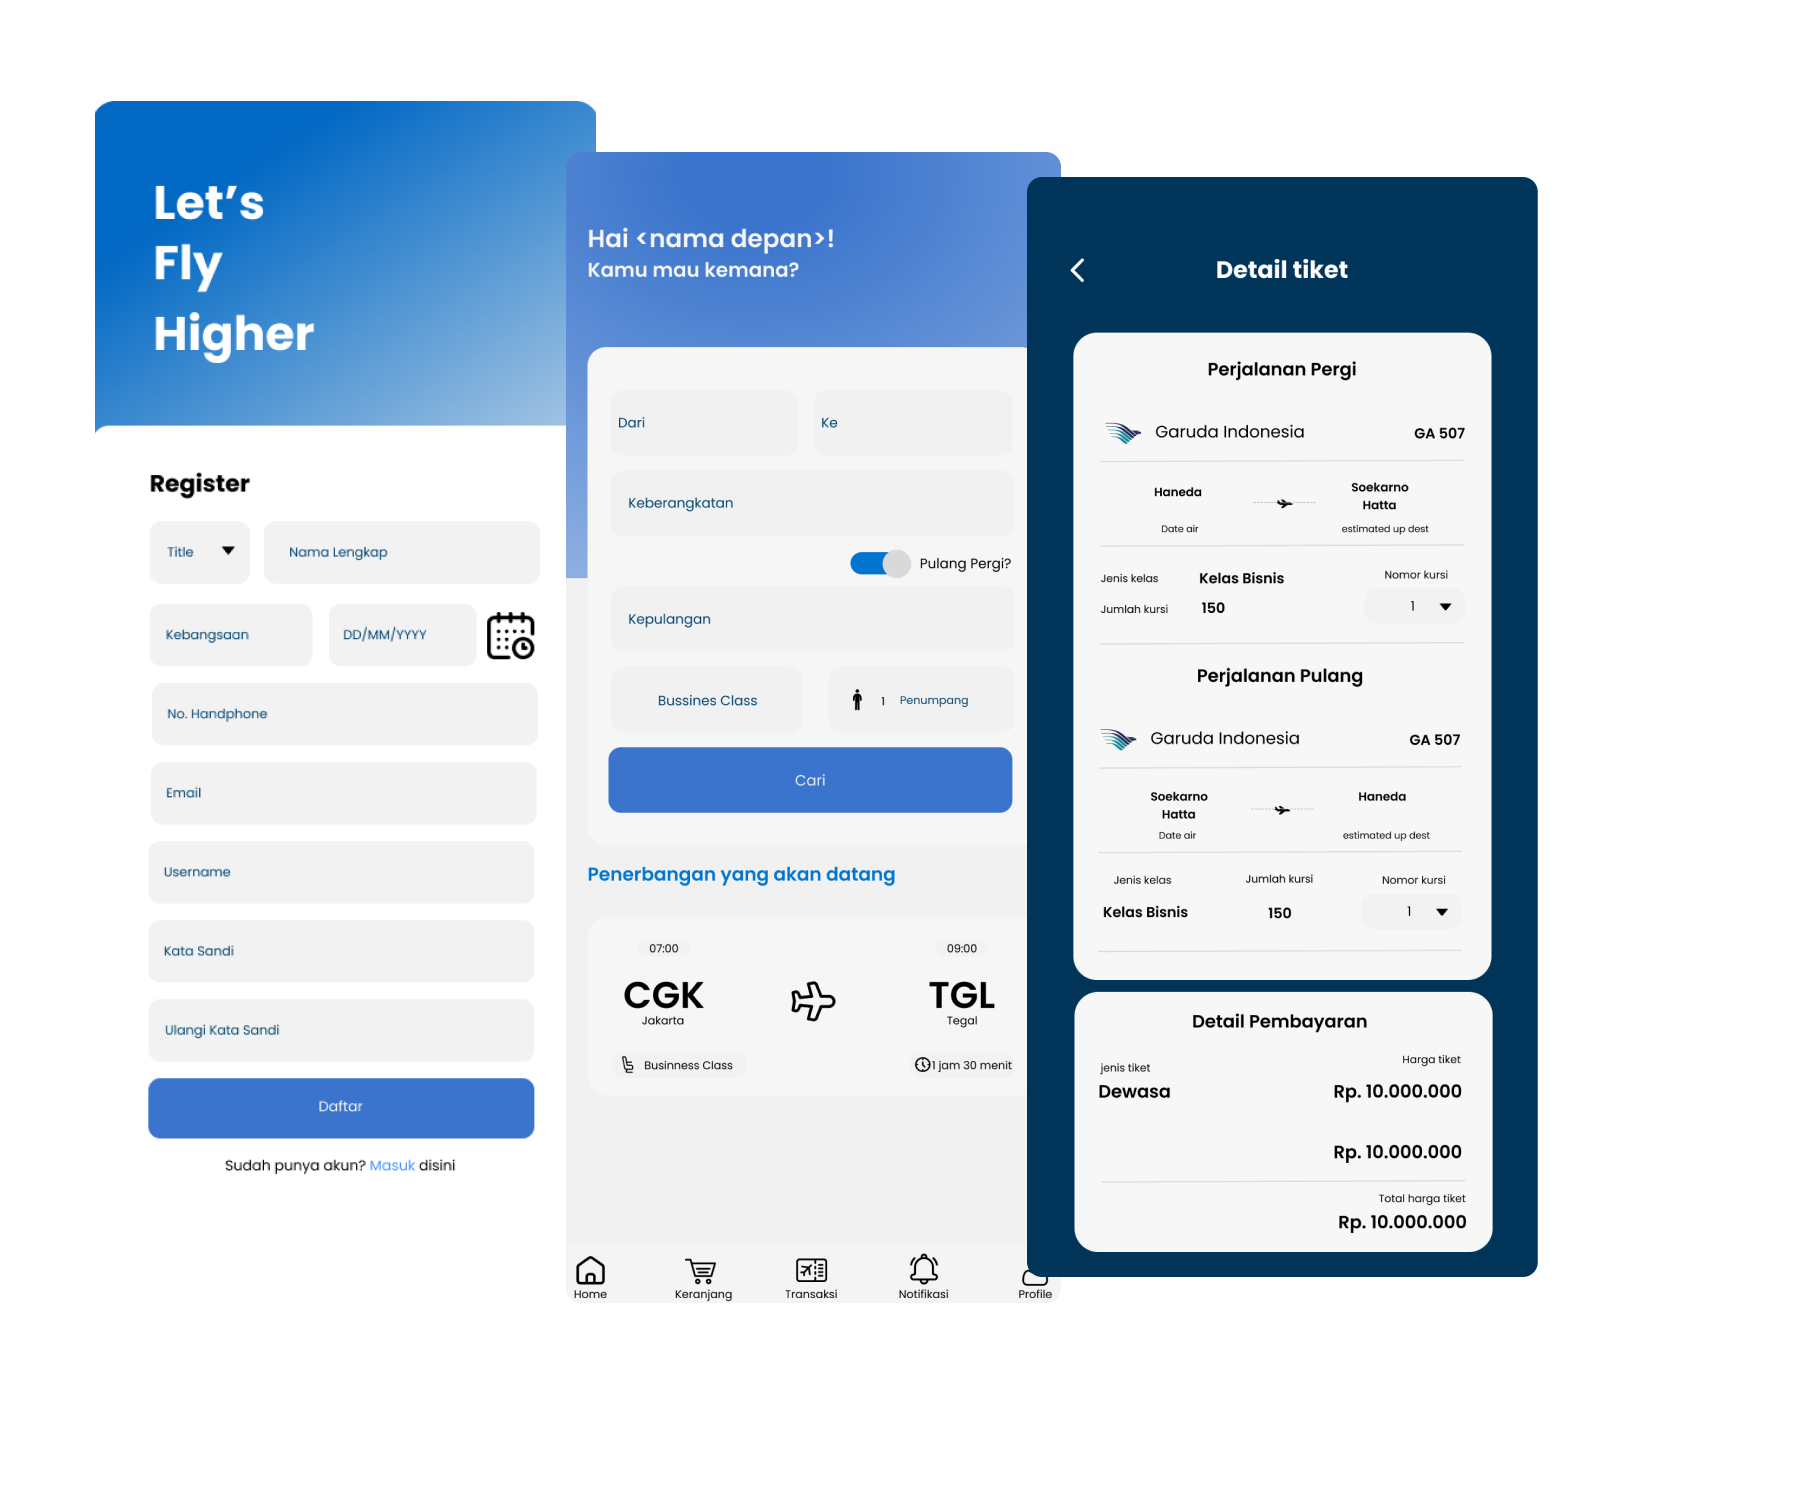 Let’s
Fly
Higher
Register
Title
Nama Lengkap
Kebangsaan
DD/MM/YYYY
No. Handphone
Email
Username
Kata Sandi
Ulangi Kata Sandi
Daftar
Sudah punya akun? Masuk disini
Hai <nama depan>!
Kamu mau kemana?
Dari
Ke
Keberangkatan
Pulang Pergi?
Kepulangan
Bussines Class
1 Penumpang
Cari
Penerbangan yang akan datang
07:00
09:00
CGK
TGL
Jakarta
Tegal
Businness Class
1 jam 30 menit
Home
Keranjang
Transaksi
Notifikasi
Profile
Detail tiket
Perjalanan Pergi
Garuda Indonesia
GA 507
Haneda
Soekarno
Hatta
Date air
estimated up dest
Jenis kelas
Kelas Bisnis
Nomor kursi
Jumlah kursi
150
1
Perjalanan Pulang
Garuda Indonesia
GA 507
Soekarno
Hatta
Haneda
Date air
estimated up dest
Jenis kelas
Jumlah kursi
Nomor kursi
Kelas Bisnis
150
1
Detail Pembayaran
jenis tiket
Harga tiket
Dewasa
Rp. 10.000.000
Rp. 10.000.000
Total harga tiket
Rp. 10.000.000